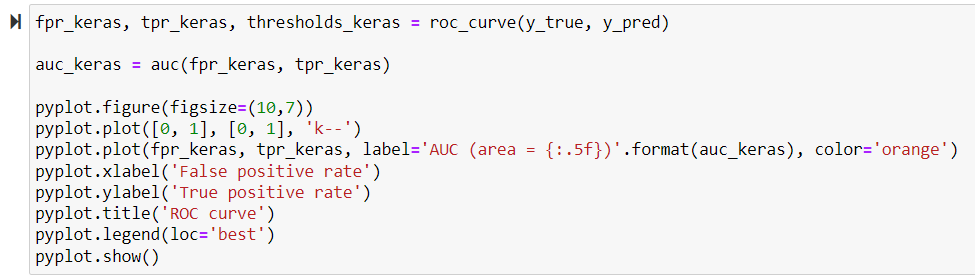 fpr_keras, tpr_keras, thresholds_keras = roc_curve(y_true, y_pred)
auc_keras = auc(fpr_keras, tpr_keras)
pyplot.figure(figsize=(10,7))
pyplot.plot([0, 1], [0, 1], 'k--')
pyplot.plot(fpr_keras, tpr_keras, label='AUC (area = {:.5f})'.format(auc_keras), color='orange')
pyplot.xlabel('False positive rate')
pyplot.ylabel('True positive rate')
pyplot.title('ROC curve')
pyplot.legend(loc='best')
pyplot.show()